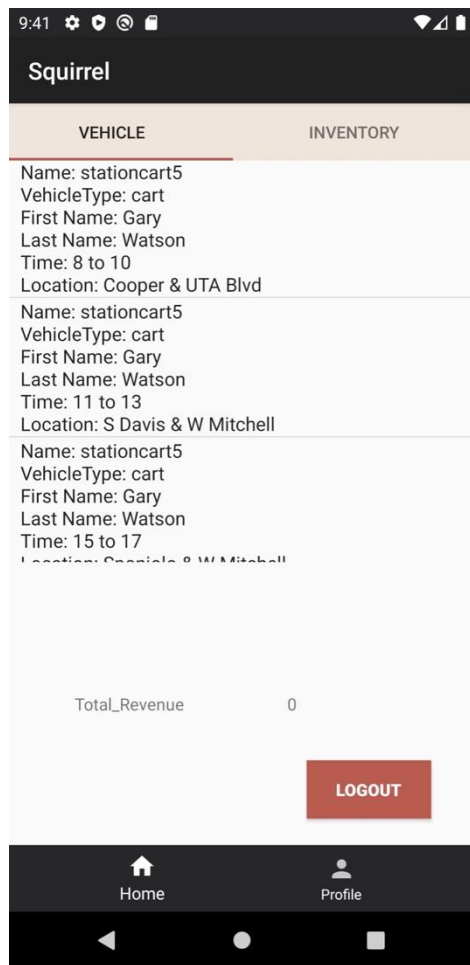 9:41
Squirrel
VEHICLE INVENTORY
Name: stationcart5
VehicleType: cart
First Name: Gary
Last Name: Watson
Time: 8 to 10
Location: Cooper & UTA Blvd
Name: stationcart5
VehicleType: cart
First Name: Gary
Last Name: Watson
Time: 11 to 13
Location: S Davis & W Mitchell
Name: stationcart5
VehicleType: cart
First Name: Gary
Last Name: Watson
Time: 15 to 17
Location: & W Mitchell
Total_Revenue 0
LOGOUT
Home Profile